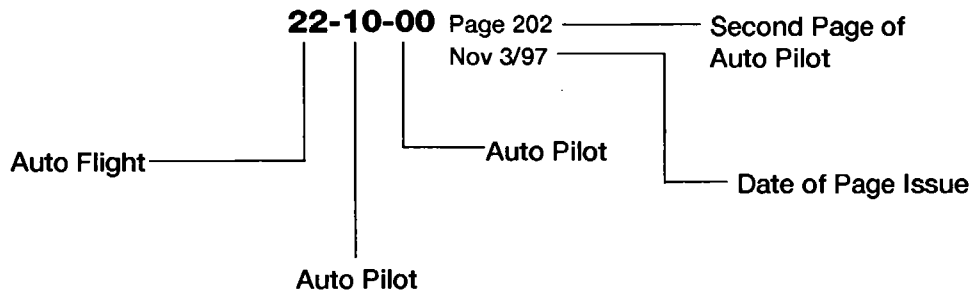 22-10-00 Page 202
Nov 3/97
Second Page of
Auto Pilot
Auto Flight
Auto Pilot
Date of Page Issue
Auto Pilot